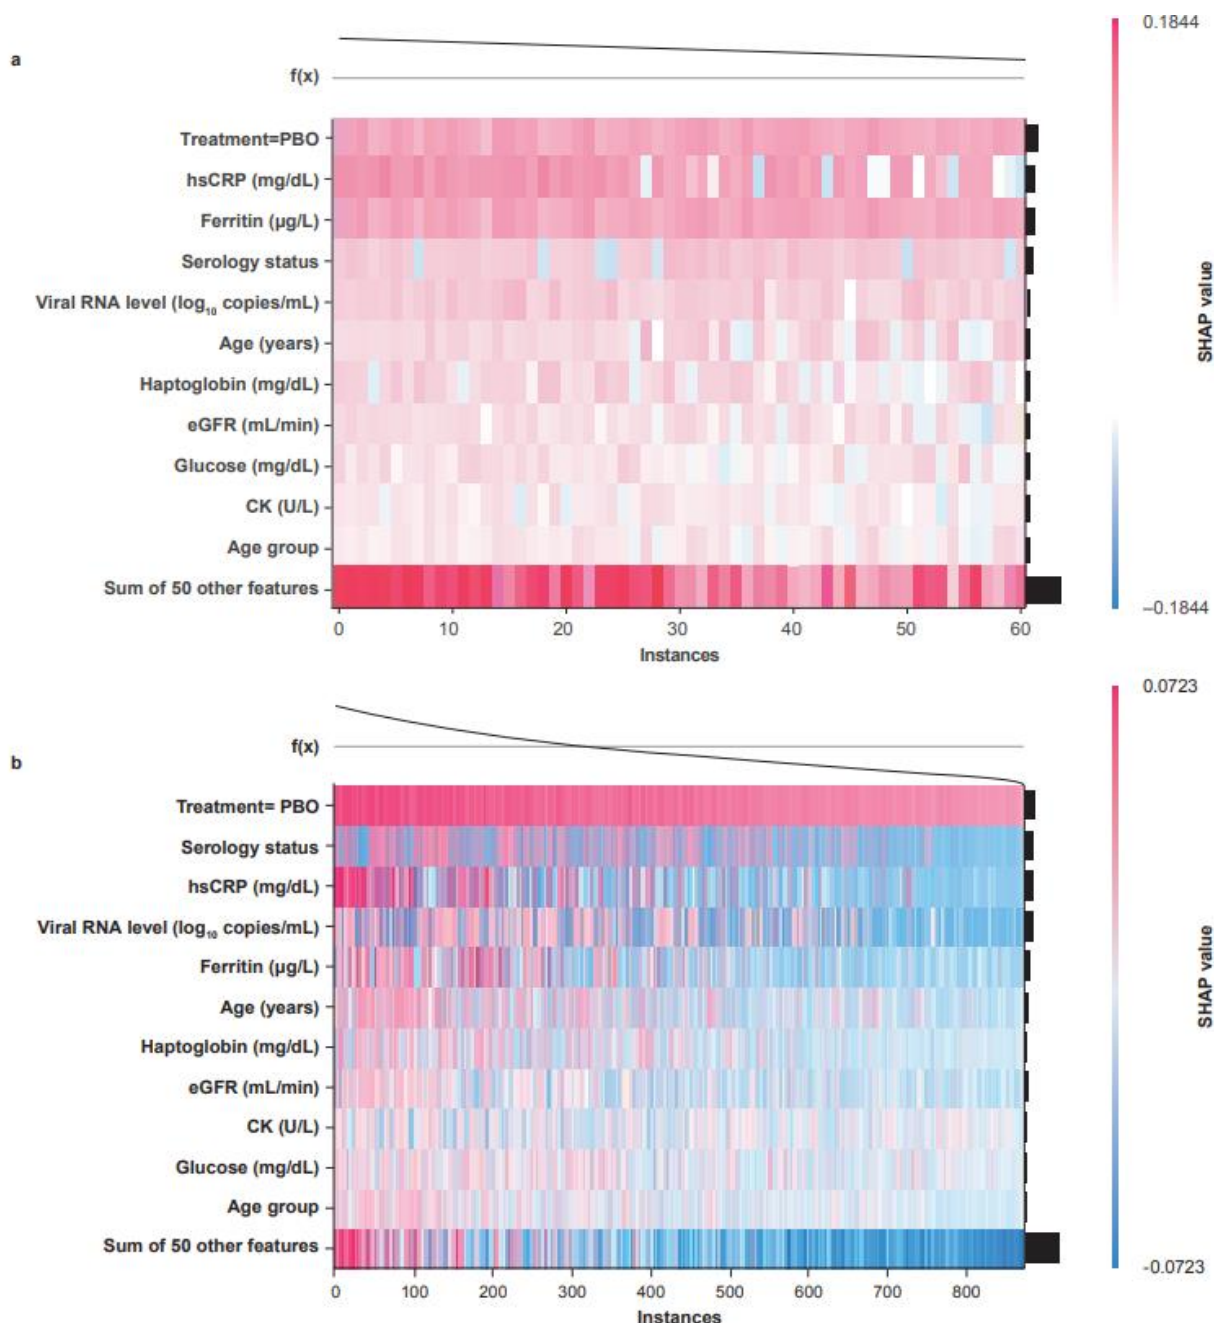 a
0.1844
f(x)
Treatment=PBO
hsCRP (mg/dL)
Ferritin (µg/L)
Serology status
Viral RNA level (log₁₀ copies/mL)
Age (years)
Haptoglobin (mg/dL)
eGFR (mL/min)
Glucose (mg/dL)
CK (U/L)
Age group
Sum of 50 other features
0 10 20 30 40 50 60
Instances
SHAP value
–0.1844
b
0.0723
f(x)
Treatment= PBO
Serology status
hsCRP (mg/dL)
Viral RNA level (log₁₀ copies/mL)
Ferritin (µg/L)
Age (years)
Haptoglobin (mg/dL)
eGFR (mL/min)
CK (U/L)
Glucose (mg/dL)
Age group
Sum of 50 other features
0 100 200 300 400 500 600 700 800
Instances
SHAP value
-0.0723